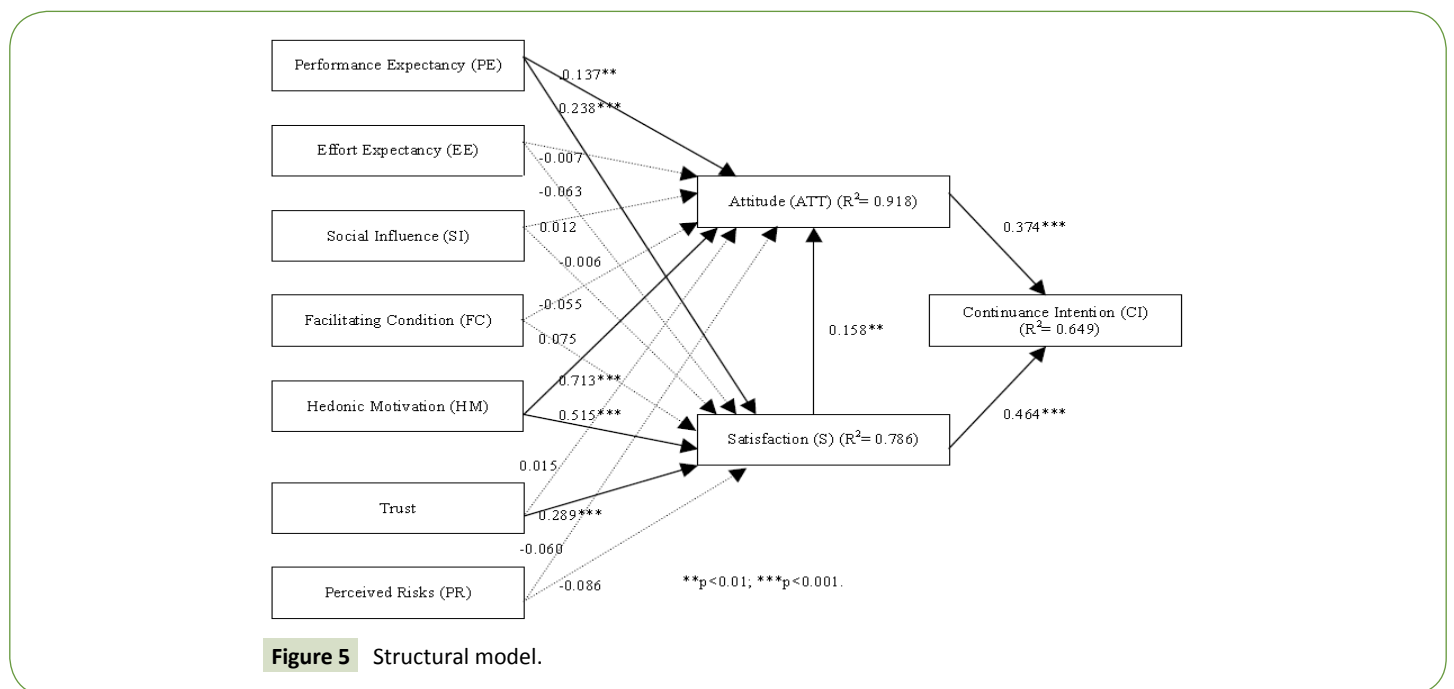 Performance Expectancy (PE)
0.137**
0.238***
Effort Expectancy (EE)
-0.007
-0.063
Attitude (ATT) (R²= 0.918)
Social Influence (SI)
0.012
-0.006
0.374***
Facilitating Condition (FC)
-0.055
0.075
0.158**
Continuance Intention (CI)
(R²= 0.649)
Hedonic Motivation (HM)
0.713***
0.515***
0.464***
Satisfaction (S) (R²= 0.786)
0.015
Trust
0.289***
-0.060
Perceived Risks (PR)
-0.086
**p<0.01; ***p<0.001.
Figure 5 Structural model.